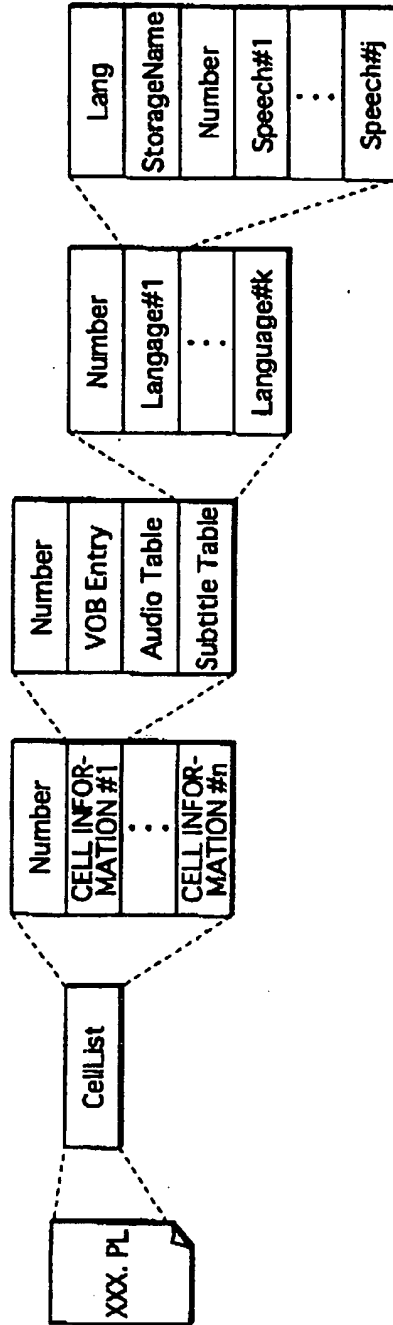 XXX. PL
CellList
Number
CELL INFOR-
MATION #1
⋮
CELL INFOR-
MATION #n
Number
VOB Entry
Audio Table
Subtitle Table
Number
Langage#1
⋮
Language#k
Lang
StorageName
Number
Speech#1
⋮
Speech#j